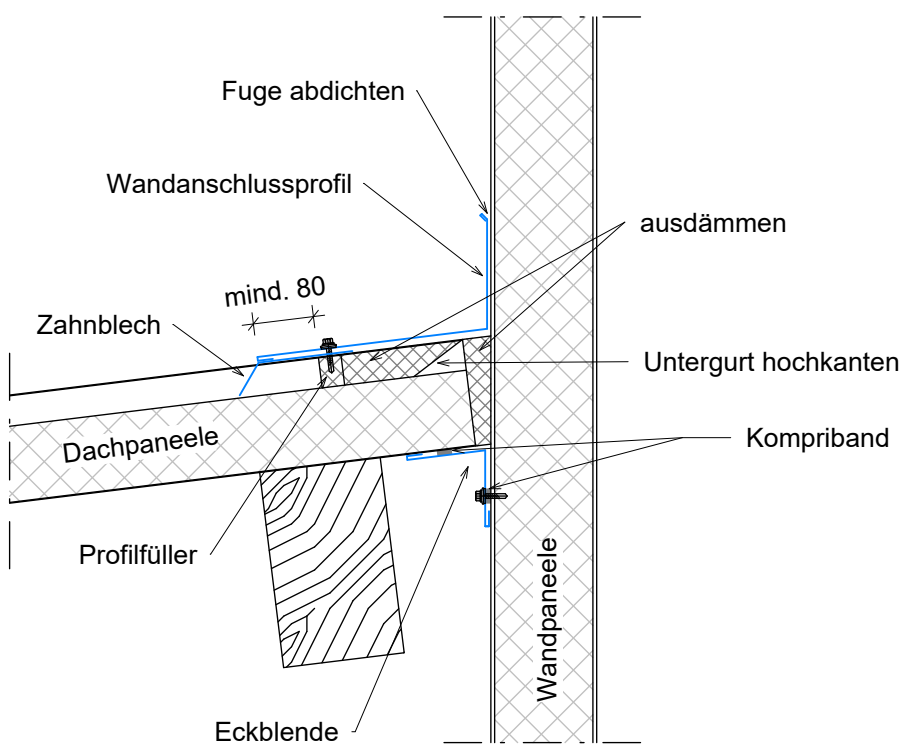 Fuge abdichten
Wandanschlussprofil
ausdämmen
mind. 80
Zahnblech
Untergurt hochkanten
Dachpaneele
Kompriband
Profilfüller
Wandpaneele
Eckblende